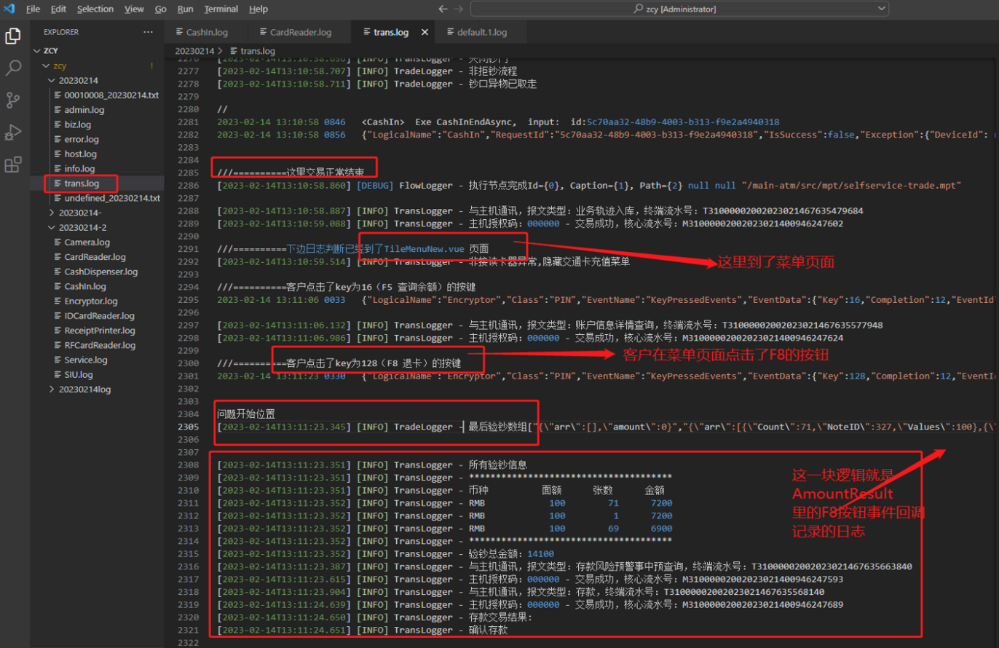 File Edit Selection View Go Run Terminal Help
zcy [Administrator]
EXPLORER
CashIn.log
CardReader.log
trans.log
default.1.log
ZCY
20230214 > trans.log
zcy !
20230214
00010008_20230214.txt
admin.log
biz.log
error.log
host.log
info.log
trans.log
undefined_20230214.txt
20230214-
20230214-2
Camera.log
CardReader.log
CashDispenser.log
CashIn.log
Encryptor.log
IDCardReader.log
ReceiptPrinter.log
RFCardReader.log
Service.log
SIU.log
20230214log
2277 [2023-02-14T13:10:58.707] [INFO] TradeLogger - 非拒钞流程
2278 [2023-02-14T13:10:58.711] [INFO] TradeLogger - 钞口异物已取走
2279
2280 //
2281 2023-02-14 13:10:58 0846 <CashIn> Exe CashInEndAsync, input: id:5c70aa32-48b9-4003-b313-f9e2a4940318
2282 2023-02-14 13:10:58 0856 {"LogicalName":"CashIn","RequestId":"5c70aa32-48b9-4003-b313-f9e2a4940318","IsSuccess":false,"Exception":{"DeviceId":
2283
2284
2285 ///==========这里交易正常结束
2286 [2023-02-14T13:10:58.860] [DEBUG] FlowLogger - 执行节点完成Id={0}, Caption={1}, Path={2} null null "/main-atm/src/mpt/selfservice-trade.mpt"
2287
2288 [2023-02-14T13:10:58.887] [INFO] TransLogger - 与主机通讯，报文类型：业务轨迹入库，终端流水号：T31000002002023021467635479684
2289 [2023-02-14T13:10:59.088] [INFO] TransLogger - 主机授权码：000000 - 交易成功，核心流水号：M31000002002023021400946247602
2290
2291 ///==========下边日志判断已经到了TileMenuNew.vue 页面
2292 [2023-02-14T13:10:59.514] [INFO] TransLogger - 非接读卡器异常,隐藏交通卡充值菜单
2293
这里到了菜单页面
2294 ///==========客户点击了key为16（F5 查询余额）的按键
2295 2023-02-14 13:11:06 0033 {"LogicalName":"Encryptor","Class":"PIN","EventName":"KeyPressedEvents","EventData":{"Key":16,"Completion":12,"EventId
2296
2297 [2023-02-14T13:11:06.132] [INFO] TransLogger - 与主机通讯，报文类型：账户信息详情查询，终端流水号：T31000002002023021467635577948
2298 [2023-02-14T13:11:06.986] [INFO] TransLogger - 主机授权码：000000 - 交易成功，核心流水号：M31000002002023021400946247624
2299
2300 ///==========客户点击了key为128（F8 退卡）的按键
客户在菜单页面点击了F8的按钮
2301 2023-02-14 13:11:23 0330 {"LogicalName":"Encryptor","Class":"PIN","EventName":"KeyPressedEvents","EventData":{"Key":128,"Completion":12,"EventId
2302
2303
2304 问题开始位置
2305 [2023-02-14T13:11:23.345] [INFO] TradeLogger - 最后验钞数组["{\"arr\":[],\"amount\":0}","{\"arr\":[{\"Count\":71,\"NoteID\":327,\"Values\":100},{\"
2306
2307
2308 [2023-02-14T13:11:23.351] [INFO] TransLogger - 所有验钞信息
2309 [2023-02-14T13:11:23.351] [INFO] TransLogger - **************************************
2310 [2023-02-14T13:11:23.351] [INFO] TransLogger - 币种 面额 张数 金额
2311 [2023-02-14T13:11:23.352] [INFO] TransLogger - RMB 100 71 7200
2312 [2023-02-14T13:11:23.352] [INFO] TransLogger - RMB 100 1 7200
2313 [2023-02-14T13:11:23.352] [INFO] TransLogger - RMB 100 69 6900
2314 [2023-02-14T13:11:23.352] [INFO] TransLogger - **************************************
2315 [2023-02-14T13:11:23.352] [INFO] TransLogger - 验钞总金额：14100
2316 [2023-02-14T13:11:23.387] [INFO] TransLogger - 与主机通讯，报文类型：存款风险预警事中预查询，终端流水号：T31000002002023021467635663840
2317 [2023-02-14T13:11:23.615] [INFO] TransLogger - 主机授权码：000000 - 交易成功，核心流水号：M31000002002023021400946247593
2318 [2023-02-14T13:11:23.904] [INFO] TransLogger - 与主机通讯，报文类型：存款，终端流水号：T31000002002023021467635568140
2319 [2023-02-14T13:11:24.639] [INFO] TransLogger - 主机授权码：000000 - 交易成功，核心流水号：M31000002002023021400946247689
2320 [2023-02-14T13:11:24.650] [INFO] TransLogger - 存款交易结果：
2321 [2023-02-14T13:11:24.651] [INFO] TransLogger - 确认存款
2322
这一块逻辑就是
AmountResult
里的F8按钮事件回调
记录的日志